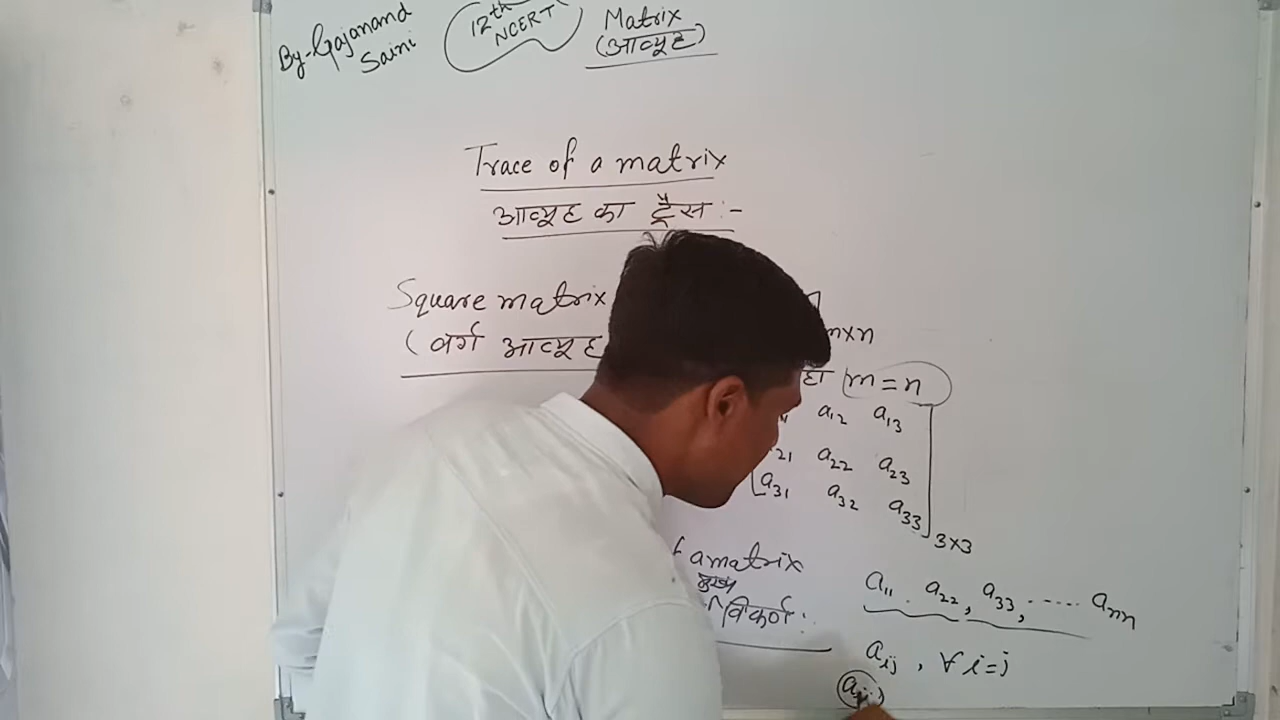 By-Gajanand
Saini
12th
NCERT
Matrix
(आव्यूह)
Trace of a matrix
आव्यूह का ट्रैस :-
Square matrix
(वर्ग आव्यूह
m×n
m = n
a12 a13
21 a22 a23
a31 a32 a33
3×3
a matrix
मुख्य
विकर्ण
a11, a22, a33, ..... ann
aij, ∀ i=j